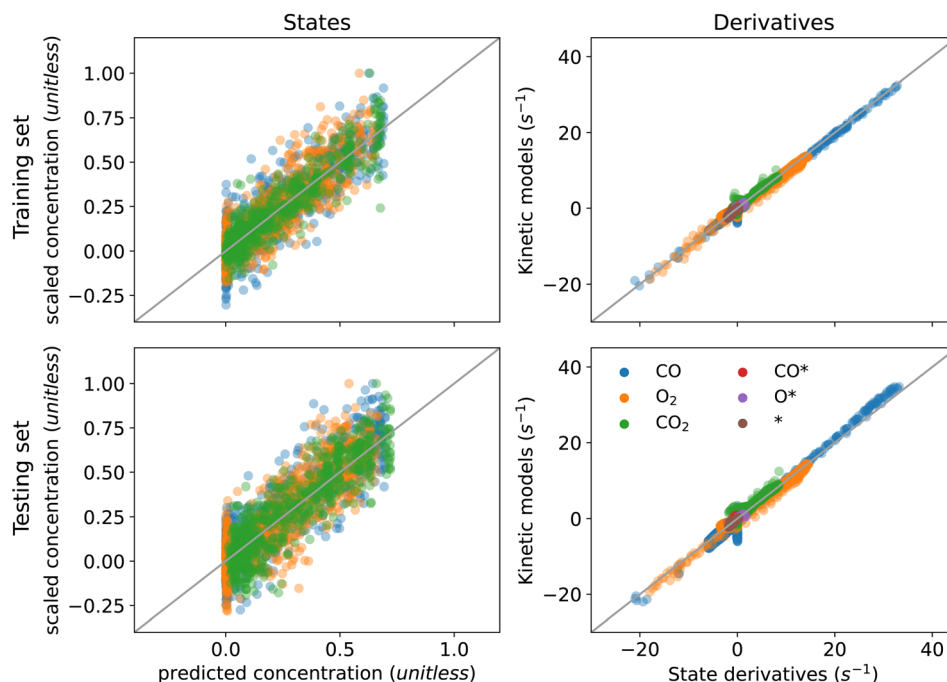 States
Derivatives
Training set
scaled concentration (unitless)
1.00
0.75
0.50
0.25
0.00
−0.25
Kinetic models (s⁻¹)
40
20
0
−20
Testing set
scaled concentration (unitless)
1.00
0.75
0.50
0.25
0.00
−0.25
0.0 0.5 1.0
predicted concentration (unitless)
Kinetic models (s⁻¹)
40
20
0
−20
CO CO*
O₂ O*
CO₂ *
−20 0 20 40
State derivatives (s⁻¹)